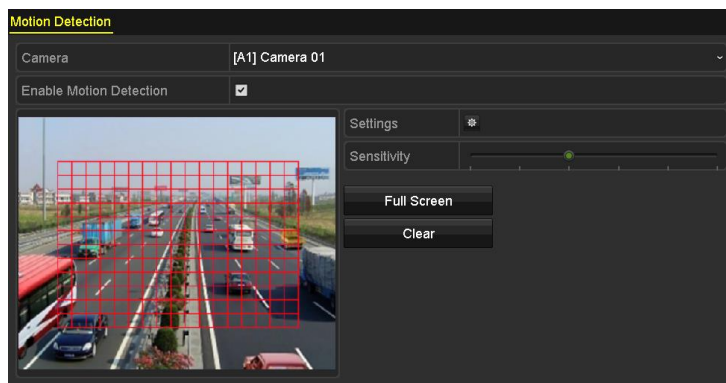 Motion Detection
Camera [A1] Camera 01
Enable Motion Detection
Settings
Sensitivity
Full Screen
Clear